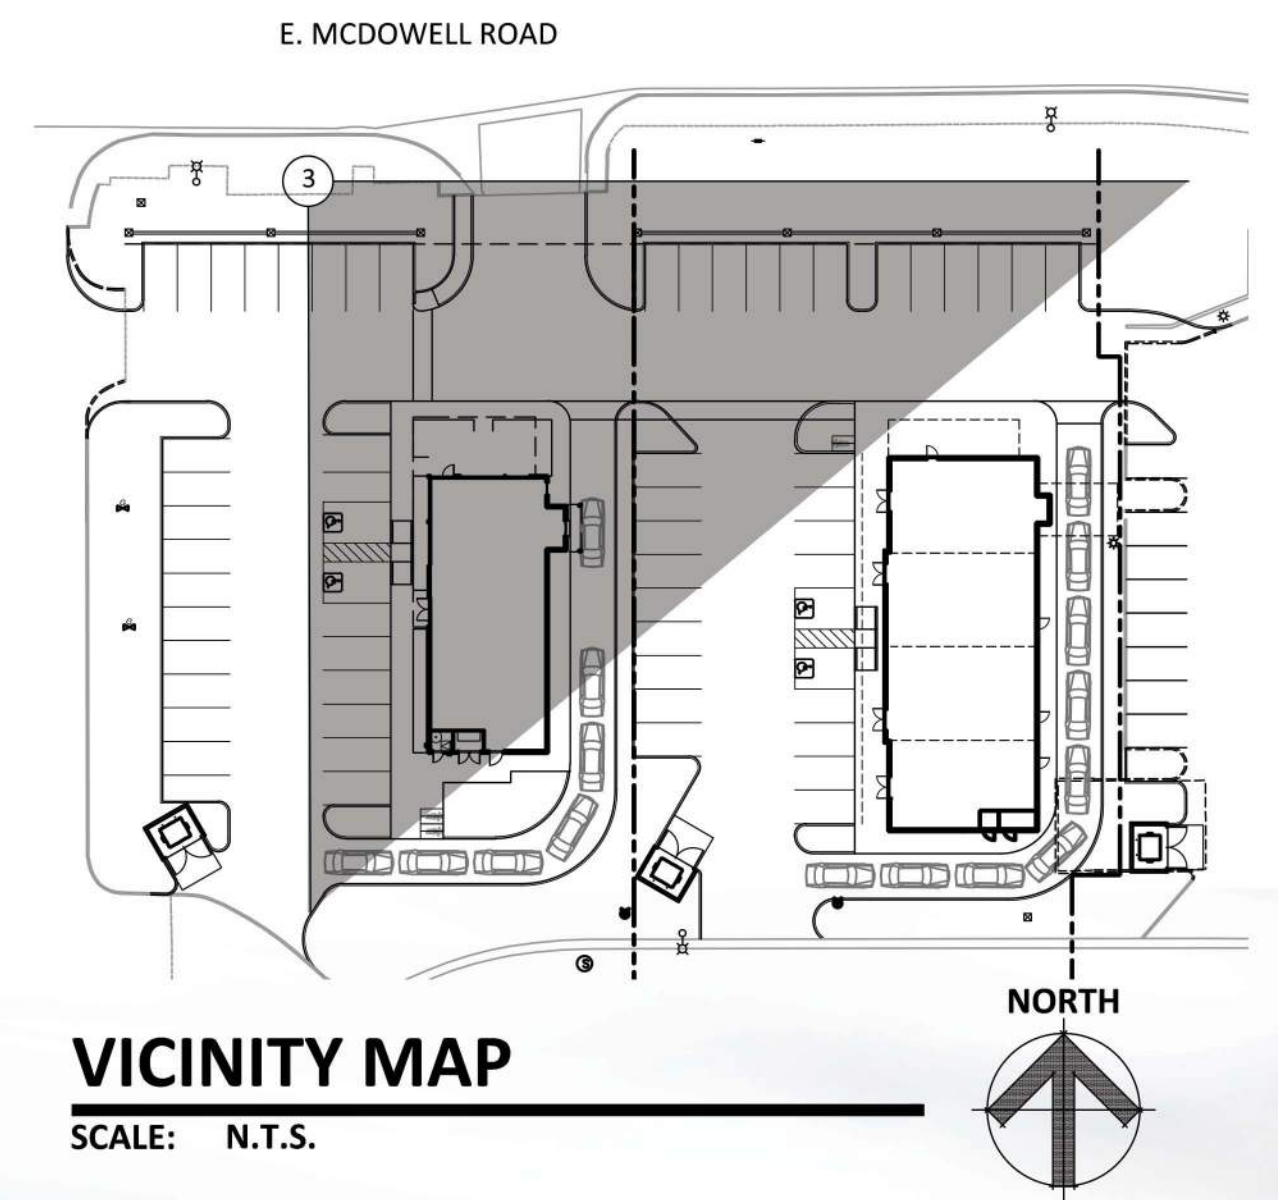 E. MCDOWELL ROAD
3
S
NORTH
VICINITY MAP
SCALE: N.T.S.